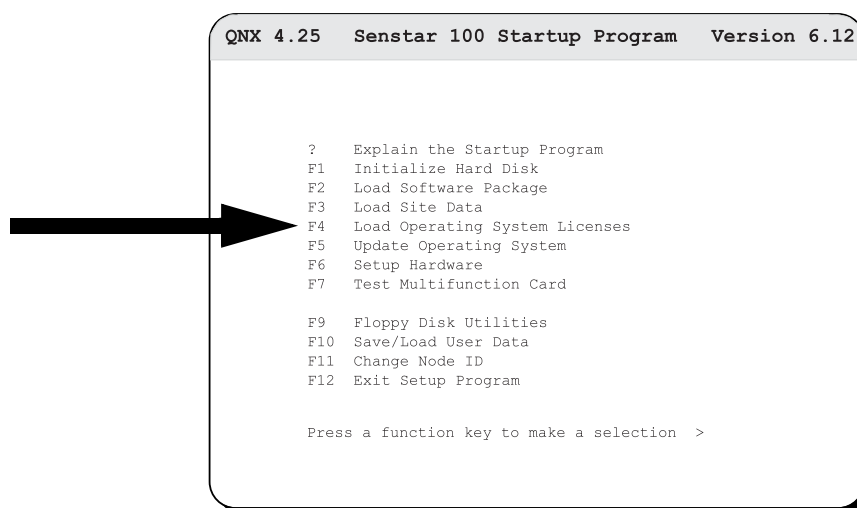 QNX 4.25 Senstar 100 Startup Program Version 6.12
? Explain the Startup Program
F1 Initialize Hard Disk
F2 Load Software Package
F3 Load Site Data
F4 Load Operating System Licenses
F5 Update Operating System
F6 Setup Hardware
F7 Test Multifunction Card
F9 Floppy Disk Utilities
F10 Save/Load User Data
F11 Change Node ID
F12 Exit Setup Program
Press a function key to make a selection >